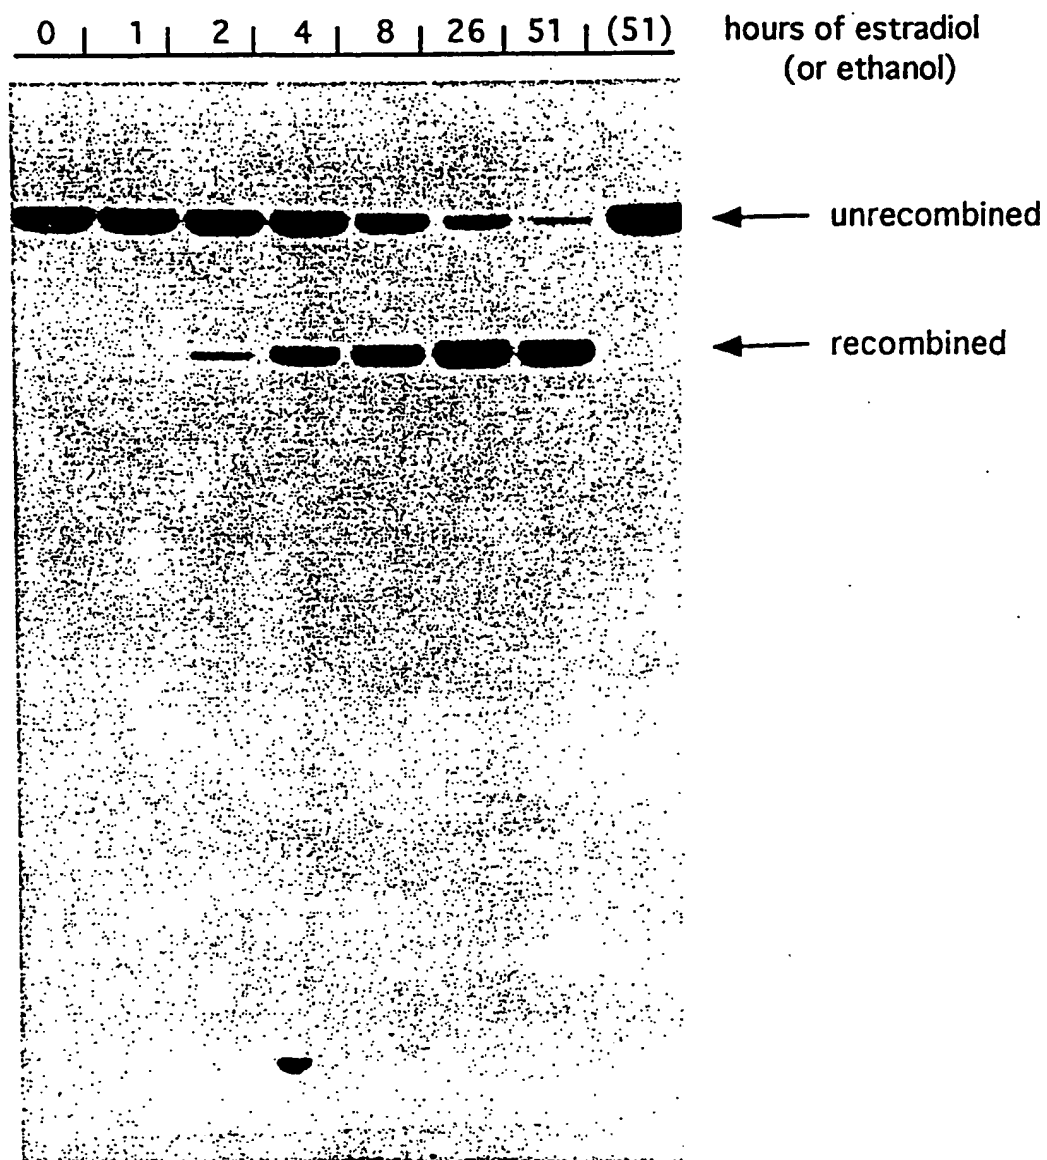 0 | 1 | 2 | 4 | 8 | 26 | 51 | (51) hours of estradiol
(or ethanol)
unrecombined
recombined